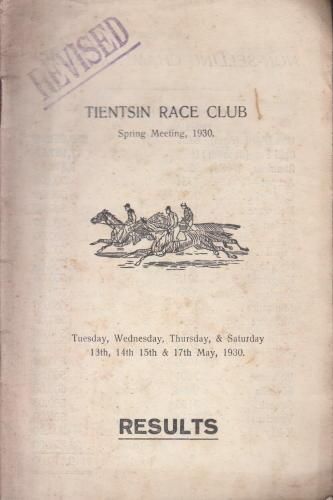 REVISED
TIENTSIN RACE CLUB
Spring Meeting, 1930.
Tuesday, Wednesday, Thursday, & Saturday
13th, 14th 15th & 17th May, 1930.
RESULTS